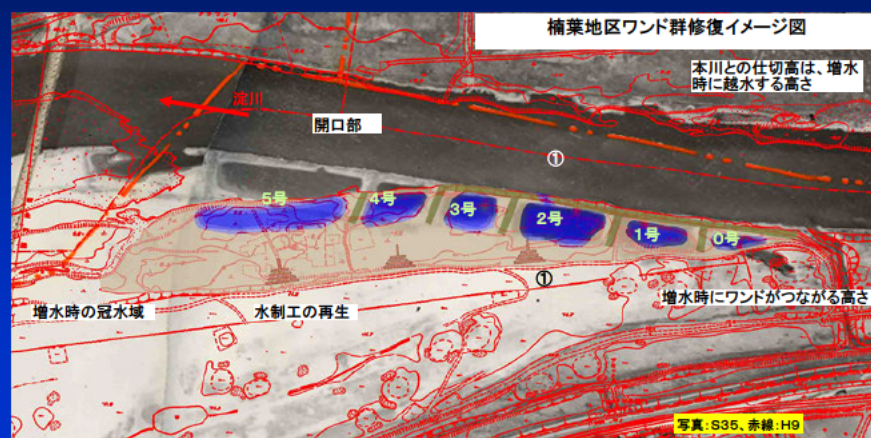 楠葉地区ワンド群修復イメージ図
本川との仕切高は、増水
時に越水する高さ
淀川
開口部
①
5号
4号
3号
2号
1号
0号
①
増水時の冠水域
水制工の再生
増水時にワンドがつながる高さ
写真:S35、赤線:H9